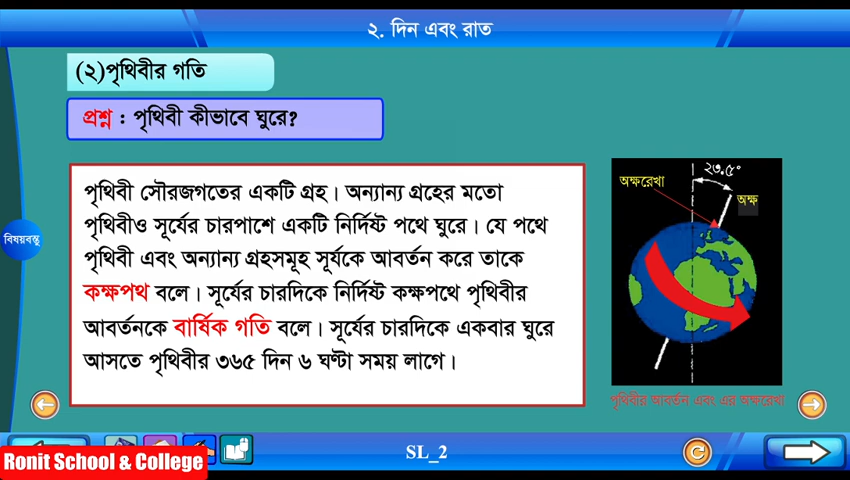 ২. দিন এবং রাত
(২)পৃথিবীর গতি
প্রশ্ন : পৃথিবী কীভাবে ঘুরে?
পৃথিবী সৌরজগতের একটি গ্রহ। অন্যান্য গ্রহের মতো
পৃথিবীও সূর্যের চারপাশে একটি নির্দিষ্ট পথে ঘুরে। যে পথে
পৃথিবী এবং অন্যান্য গ্রহসমূহ সূর্যকে আবর্তন করে তাকে
কক্ষপথ বলে। সূর্যের চারদিকে নির্দিষ্ট কক্ষপথে পৃথিবীর
আবর্তনকে বার্ষিক গতি বলে। সূর্যের চারদিকে একবার ঘুরে
আসতে পৃথিবীর ৩৬৫ দিন ৬ ঘণ্টা সময় লাগে।
২৩.৫°
অক্ষরেখা
অক্ষ
পৃথিবীর আবর্তন এবং এর অক্ষরেখা
বিষয়বস্তু
SL_2
Ronit School & College